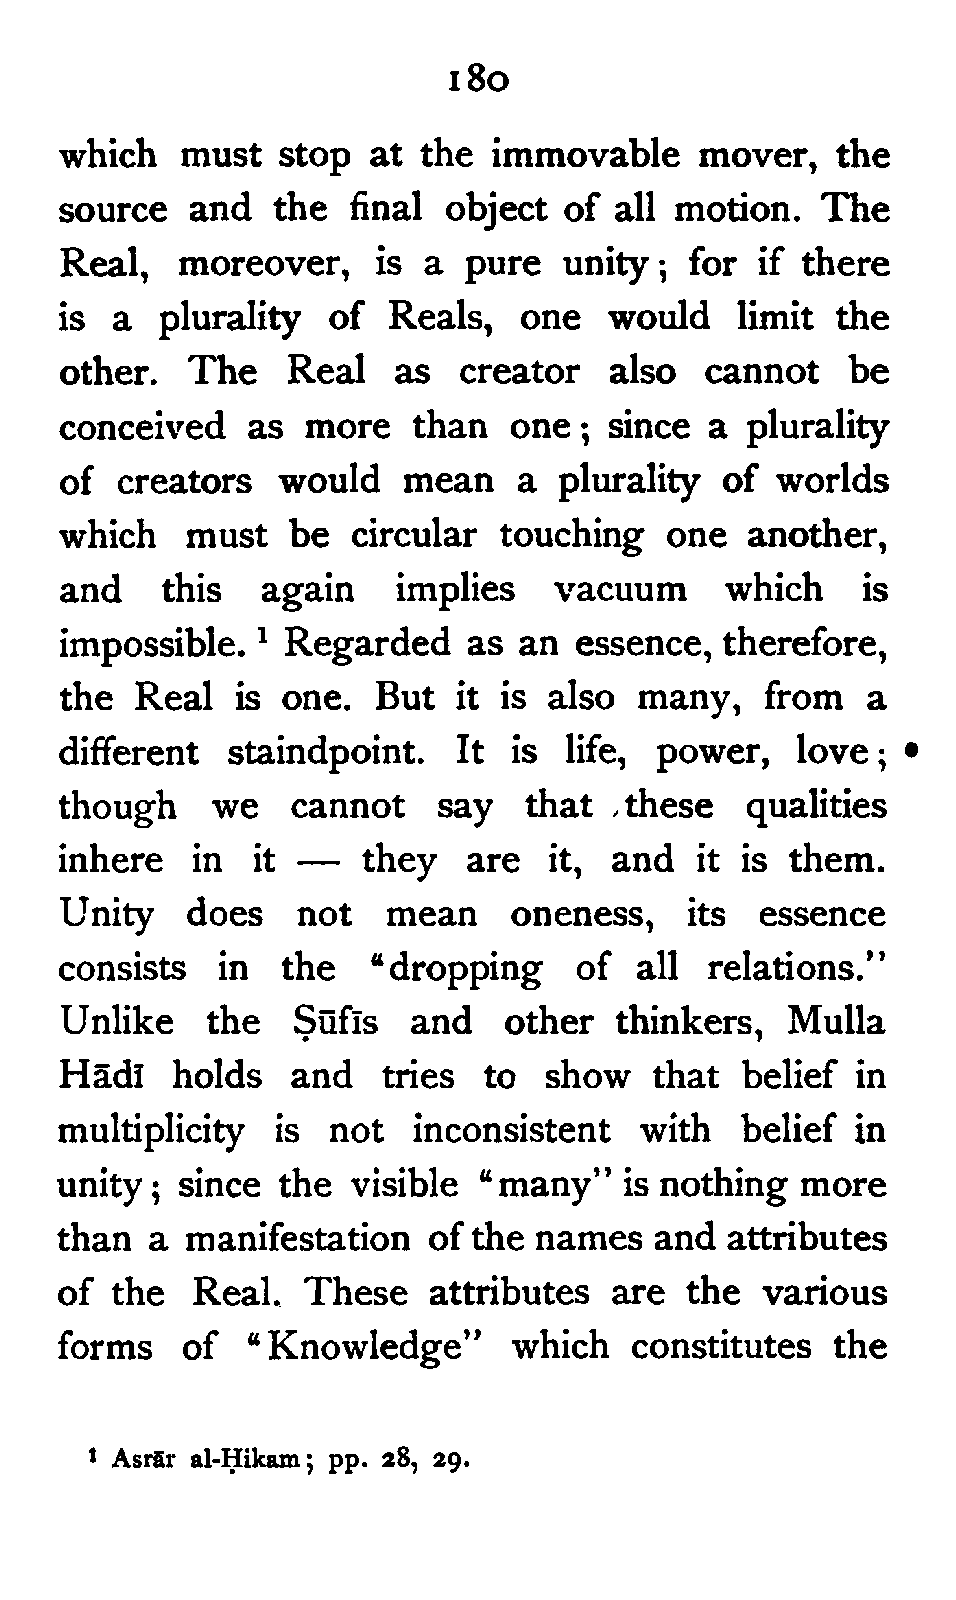 180
which must stop at the immovable mover, the
source and the final object of all motion. The
Real, moreover, is a pure unity; for if there
is a plurality of Reals, one would limit the
other. The Real as creator also cannot be
conceived as more than one; since a plurality
of creators would mean a plurality of worlds
which must be circular touching one another,
and this again implies vacuum which is
impossible. ¹ Regarded as an essence, therefore,
the Real is one. But it is also many, from a
different staindpoint. It is life, power, love;
though we cannot say that these qualities
inhere in it — they are it, and it is them.
Unity does not mean oneness, its essence
consists in the "dropping of all relations."
Unlike the Ṣūfīs and other thinkers, Mulla
Hādī holds and tries to show that belief in
multiplicity is not inconsistent with belief in
unity; since the visible "many" is nothing more
than a manifestation of the names and attributes
of the Real. These attributes are the various
forms of "Knowledge" which constitutes the
¹ Asrār al-Ḥikam; pp. 28, 29.